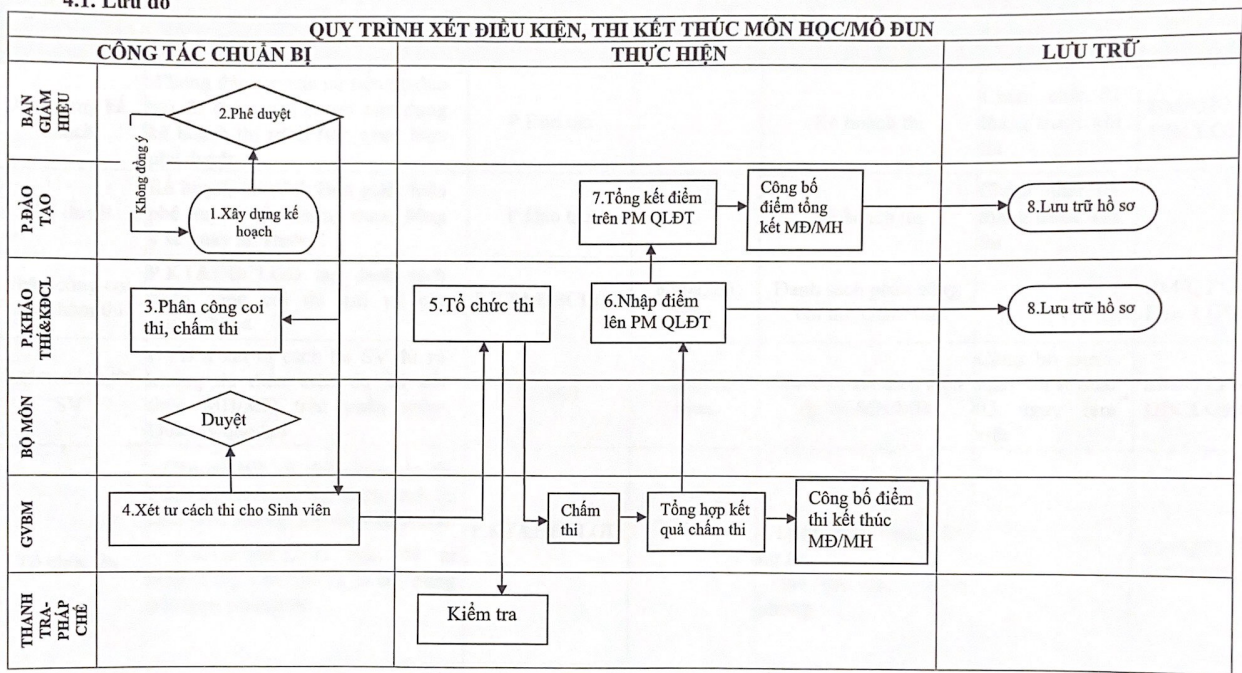 4.1. Lưu đồ
QUY TRÌNH XÉT ĐIỀU KIỆN, THI KẾT THÚC MÔN HỌC/MÔ ĐUN
CÔNG TÁC CHUẨN BỊ
THỰC HIỆN
LƯU TRỮ
BAN
GIÁM
HIỆU
Không đồng ý
2.Phê duyệt
P.ĐÀO
TẠO
1.Xây dựng kế
hoạch
7.Tổng kết điểm
trên PM QLĐT
Công bố
điểm tổng
kết MĐ/MH
8.Lưu trữ hồ sơ
P.KHẢO
THÍ&KĐCL
3.Phân công coi
thi, chấm thi
5.Tổ chức thi
6.Nhập điểm
lên PM QLĐT
8.Lưu trữ hồ sơ
BỘ MÔN
Duyệt
GVBM
4.Xét tư cách thi cho Sinh viên
Chấm
thi
Tổng hợp kết
quả chấm thi
Công bố điểm
thi kết thúc
MĐ/MH
THANH
TRA-
PHÁP
CHẾ
Kiểm tra